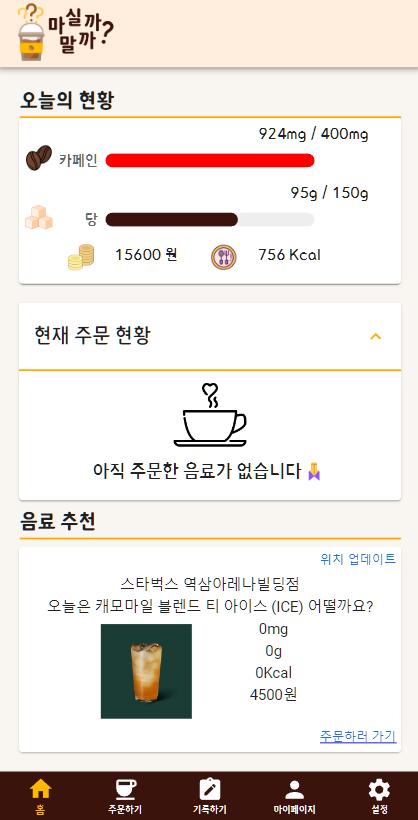 마실까
말까?
오늘의 현황
924mg / 400mg
카페인
95g / 150g
당
15600 원 756 Kcal
현재 주문 현황
아직 주문한 음료가 없습니다
음료 추천
위치 업데이트
스타벅스 역삼아레나빌딩점
오늘은 캐모마일 블렌드 티 아이스 (ICE) 어떨까요?
0mg
0g
0Kcal
4500원
주문하러 가기
홈 주문하기 기록하기 마이페이지 설정